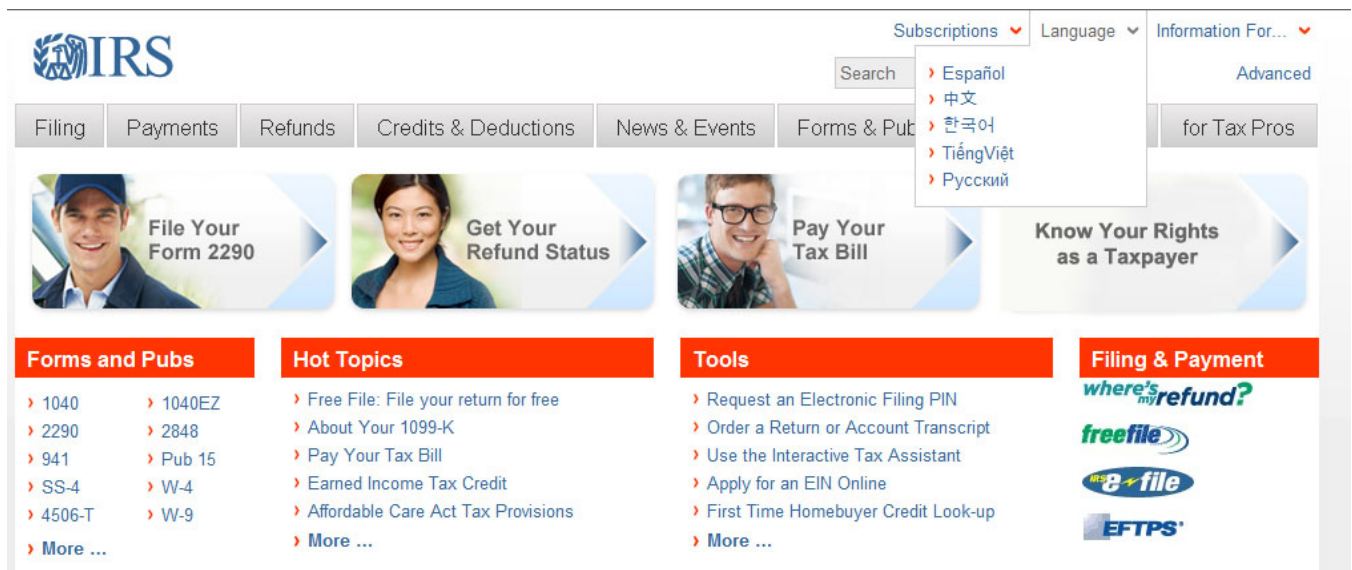 IRS
Subscriptions
Language
Information For...
Search
Advanced
Español
中文
한국어
TiếngViệt
Русский
Filing
Payments
Refunds
Credits & Deductions
News & Events
Forms & Pub
for Tax Pros
File Your
Form 2290
Get Your
Refund Status
Pay Your
Tax Bill
Know Your Rights
as a Taxpayer
Forms and Pubs
1040
1040EZ
2290
2848
941
Pub 15
SS-4
W-4
4506-T
W-9
More ...
Hot Topics
Free File: File your return for free
About Your 1099-K
Pay Your Tax Bill
Earned Income Tax Credit
Affordable Care Act Tax Provisions
More ...
Tools
Request an Electronic Filing PIN
Order a Return or Account Transcript
Use the Interactive Tax Assistant
Apply for an EIN Online
First Time Homebuyer Credit Look-up
More ...
Filing & Payment
where's my refund?
freefile
IRS e file
EFTPS